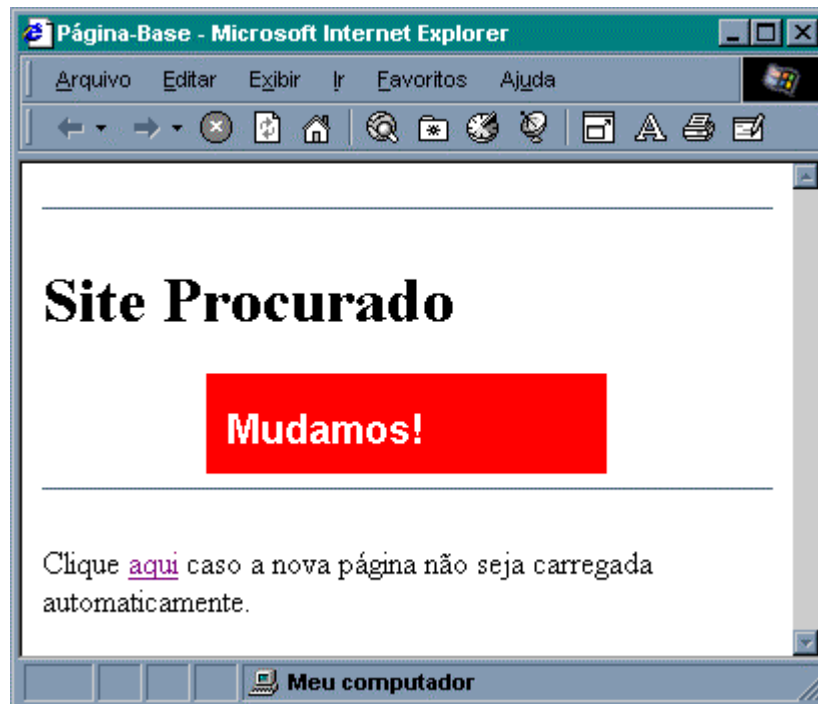 Página-Base - Microsoft Internet Explorer
Arquivo Editar Exibir Ir Favoritos Ajuda
Site Procurado
Mudamos!
Clique aqui caso a nova página não seja carregada
automaticamente.
Meu computador